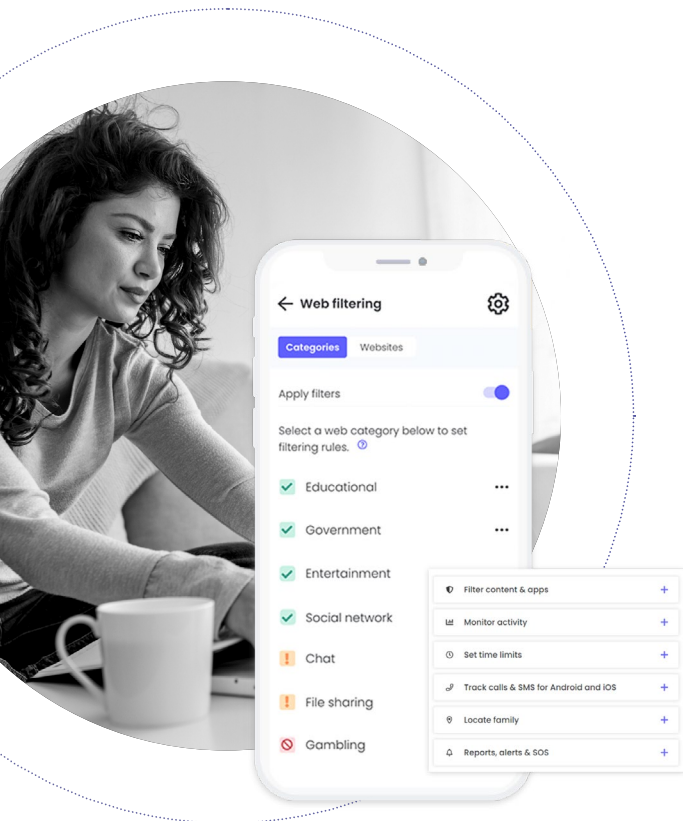 Web filtering
Categories
Websites
Apply filters
Select a web category below to set
filtering rules.
Educational
Government
Entertainment
Social network
Chat
File sharing
Gambling
Filter content & apps
Monitor activity
Set time limits
Track calls & SMS for Android and iOS
Locate family
Reports, alerts & SOS